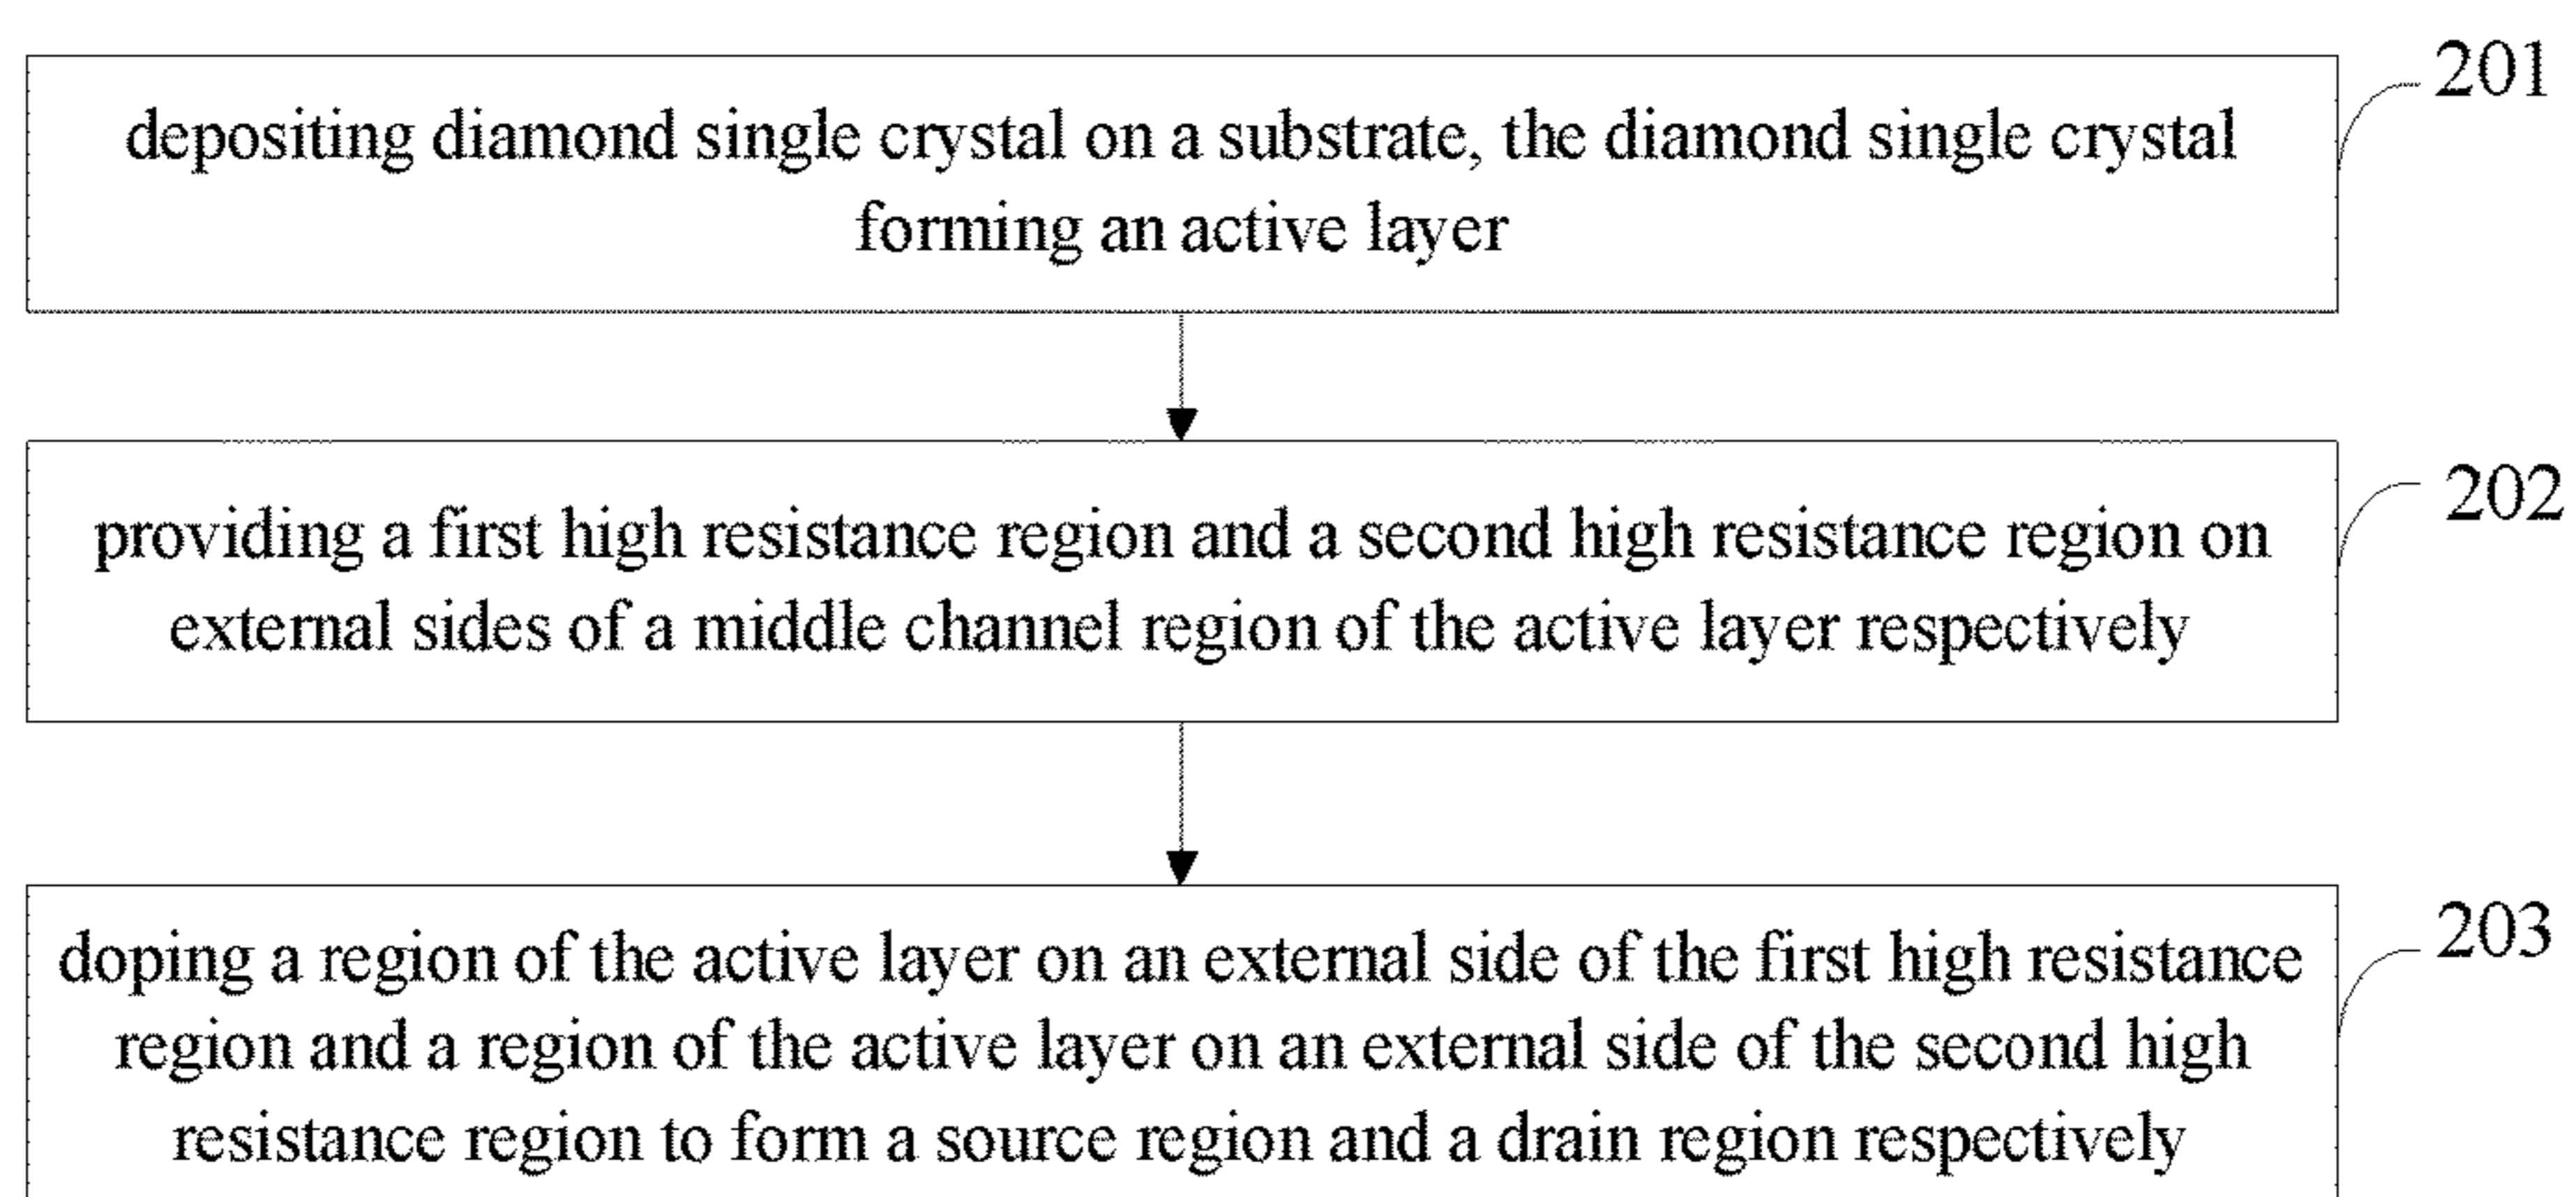 201
depositing diamond single crystal on a substrate, the diamond single crystal
forming an active layer
202
providing a first high resistance region and a second high resistance region on
external sides of a middle channel region of the active layer respectively
203
doping a region of the active layer on an external side of the first high resistance
region and a region of the active layer on an external side of the second high
resistance region to form a source region and a drain region respectively